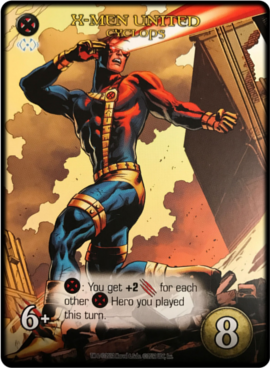 X-MEN UNITED
CYCLOPS
: You get +2 for each
other Hero you played
this turn.
6+
8